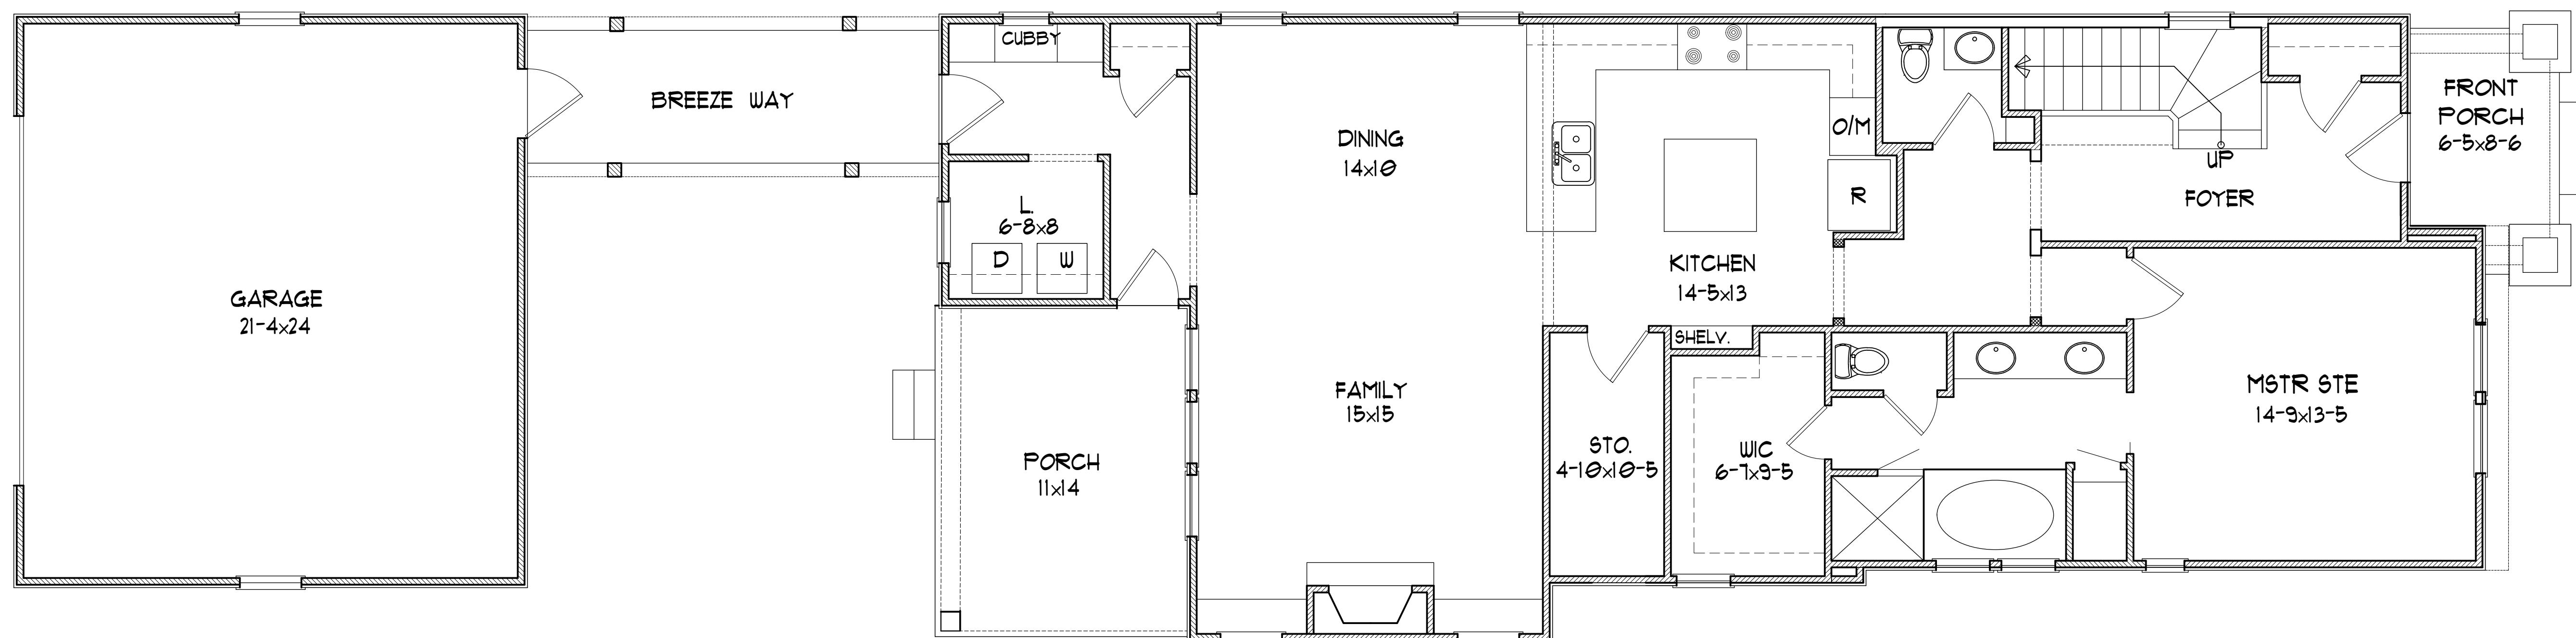 GARAGE
21-4x24
BREEZE WAY
CUBBY
L.
6-8x8
D
W
PORCH
11x14
DINING
14x10
FAMILY
15x15
KITCHEN
14-5x13
O/M
R
SHELV.
STO.
4-10x10-5
WIC
6-7x9-5
UP
FOYER
MSTR STE
14-9x13-5
FRONT
PORCH
6-5x8-6